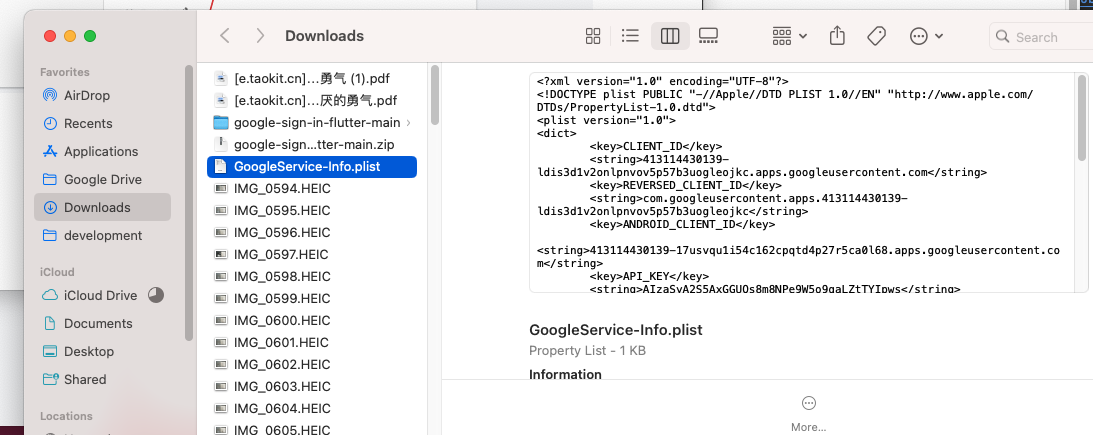 Downloads
Search
Favorites
AirDrop
Recents
Applications
Google Drive
Downloads
development
iCloud
iCloud Drive
Documents
Desktop
Shared
Locations
[e.taokit.cn]...勇气 (1).pdf
[e.taokit.cn]...厌的勇气.pdf
google-sign-in-flutter-main
google-sign...tter-main.zip
GoogleService-Info.plist
IMG_0594.HEIC
IMG_0595.HEIC
IMG_0596.HEIC
IMG_0597.HEIC
IMG_0598.HEIC
IMG_0599.HEIC
IMG_0600.HEIC
IMG_0601.HEIC
IMG_0602.HEIC
IMG_0603.HEIC
IMG_0604.HEIC
IMG_0605.HEIC
<?xml version="1.0" encoding="UTF-8"?>
<!DOCTYPE plist PUBLIC "-//Apple//DTD PLIST 1.0//EN" "http://www.apple.com/
DTDs/PropertyList-1.0.dtd">
<plist version="1.0">
<dict>
<key>CLIENT_ID</key>
<string>413114430139-
ldis3d1v2onlpnvov5p57b3uogleojkc.apps.googleusercontent.com</string>
<key>REVERSED_CLIENT_ID</key>
<string>com.googleusercontent.apps.413114430139-
ldis3d1v2onlpnvov5p57b3uogleojkc</string>
<key>ANDROID_CLIENT_ID</key>
<string>413114430139-17usvqu1i54c162cpqtd4p27r5ca0l68.apps.googleusercontent.co
m</string>
<key>API_KEY</key>
<string>AIzaSyA2S5AxGGUOs8m8NPe9W5o9gaLZtTYIpws</string>
GoogleService-Info.plist
Property List - 1 KB
Information
More...